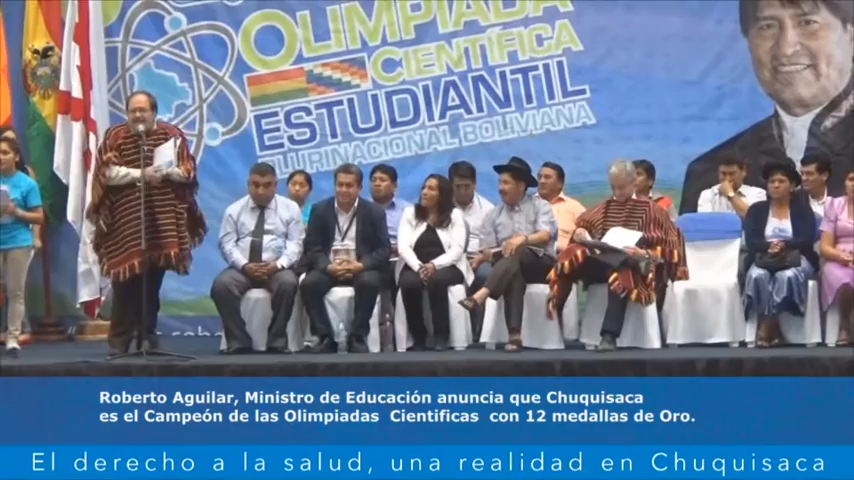 OLIMPIADA
CIENTÍFICA
ESTUDIANTIL
PLURINACIONAL BOLIVIANA
Roberto Aguilar, Ministro de Educación anuncia que Chuquisaca
es el Campeón de las Olimpiadas Cientificas con 12 medallas de Oro.
El derecho a la salud, una realidad en Chuquisaca